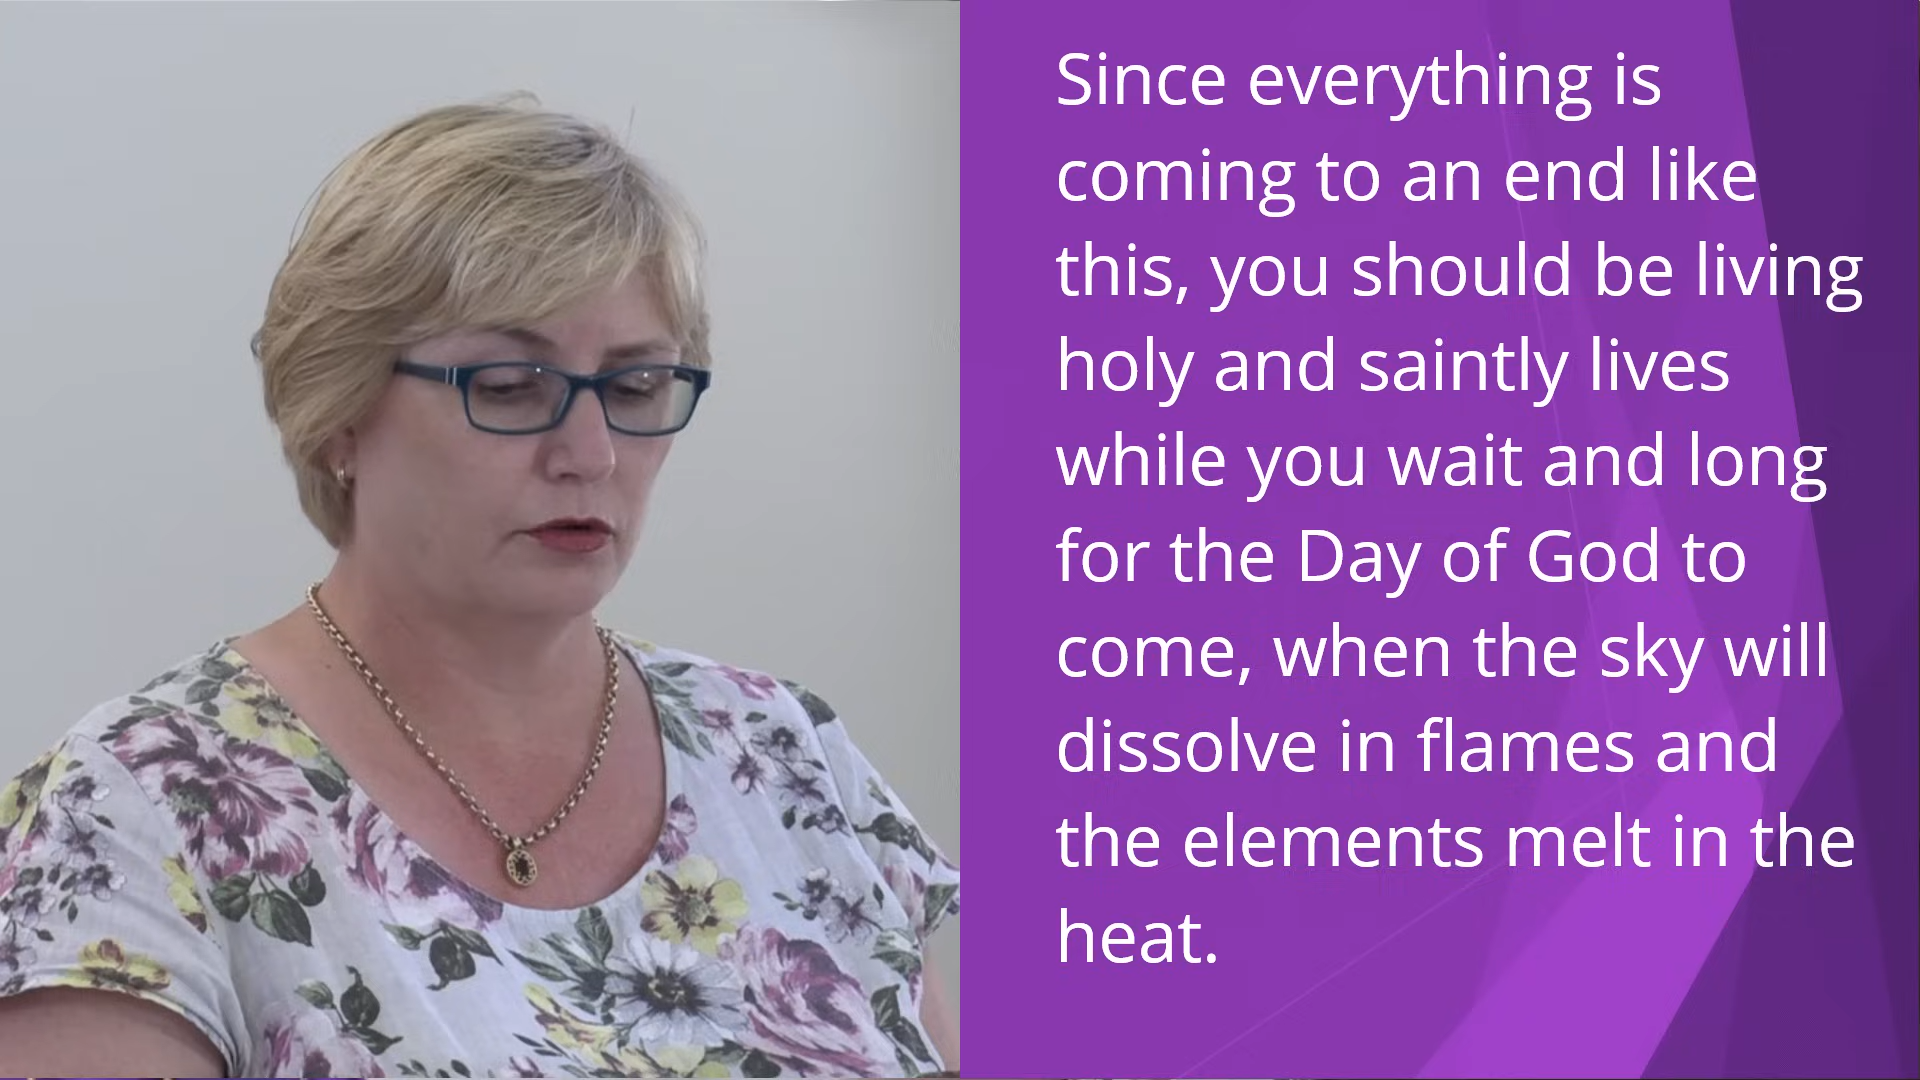 Since everything is
coming to an end like
this, you should be living
holy and saintly lives
while you wait and long
for the Day of God to
come, when the sky will
dissolve in flames and
the elements melt in the
heat.